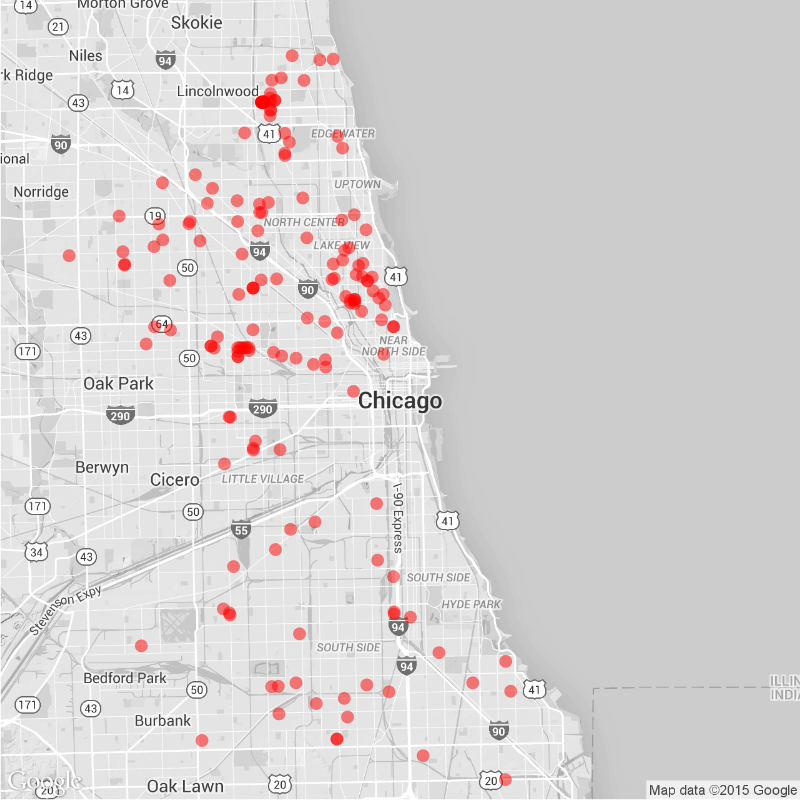 Morton Grove
14
21
Skokie
Niles
94
rk Ridge
14
Lincolnwood
43
41
EDGEWATER
90
ional
Norridge
UPTOWN
19
NORTH CENTER
LAKE VIEW
94
50
41
90
64
43
NEAR
NORTH SIDE
171
50
Oak Park
Chicago
290
290
Berwyn
Cicero
LITTLE VILLAGE
171
50
I-90 Express
41
55
34
43
SOUTH SIDE
Stevenson Expy
HYDE PARK
94
SOUTH SIDE
94
Bedford Park
50
41
ILLIN
INDI
171
43
Burbank
90
Google
20
Oak Lawn
20
20
Map data ©2015 Google